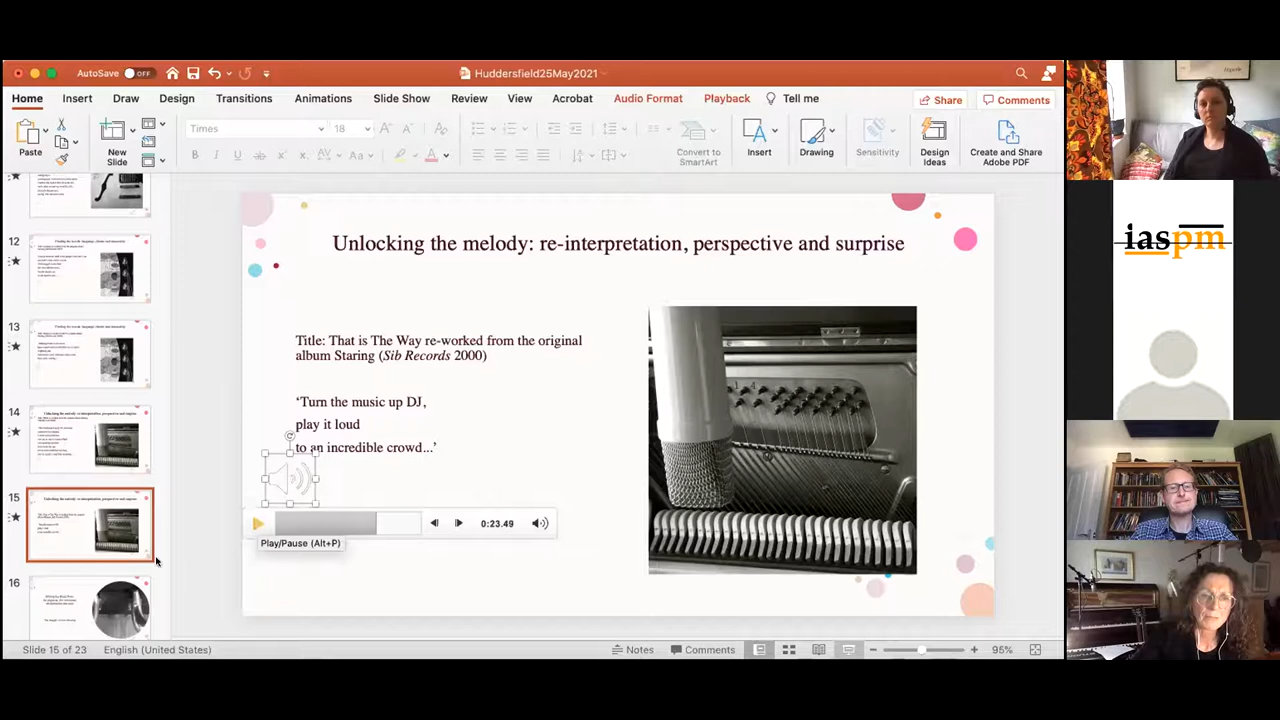 AutoSave
OFF
Huddersfield25May2021
Home
Insert
Draw
Design
Transitions
Animations
Slide Show
Review
View
Acrobat
Audio Format
Playback
Tell me
Share
Comments
Paste
New
Slide
Times
18
Convert to
SmartArt
Insert
Drawing
Sensitivity
Design
Ideas
Create and Share
Adobe PDF
12
13
14
15
16
Unlocking the melody: re-interpretation, perspective and surprise
Title: That is The Way re-worked from the original
album Staring (Sib Records 2000)
‘Turn the music up DJ,
play it loud
to an incredible crowd...’
0:23.49
Play/Pause (Alt+P)
Slide 15 of 23
English (United States)
Notes
Comments
95%
iaspm